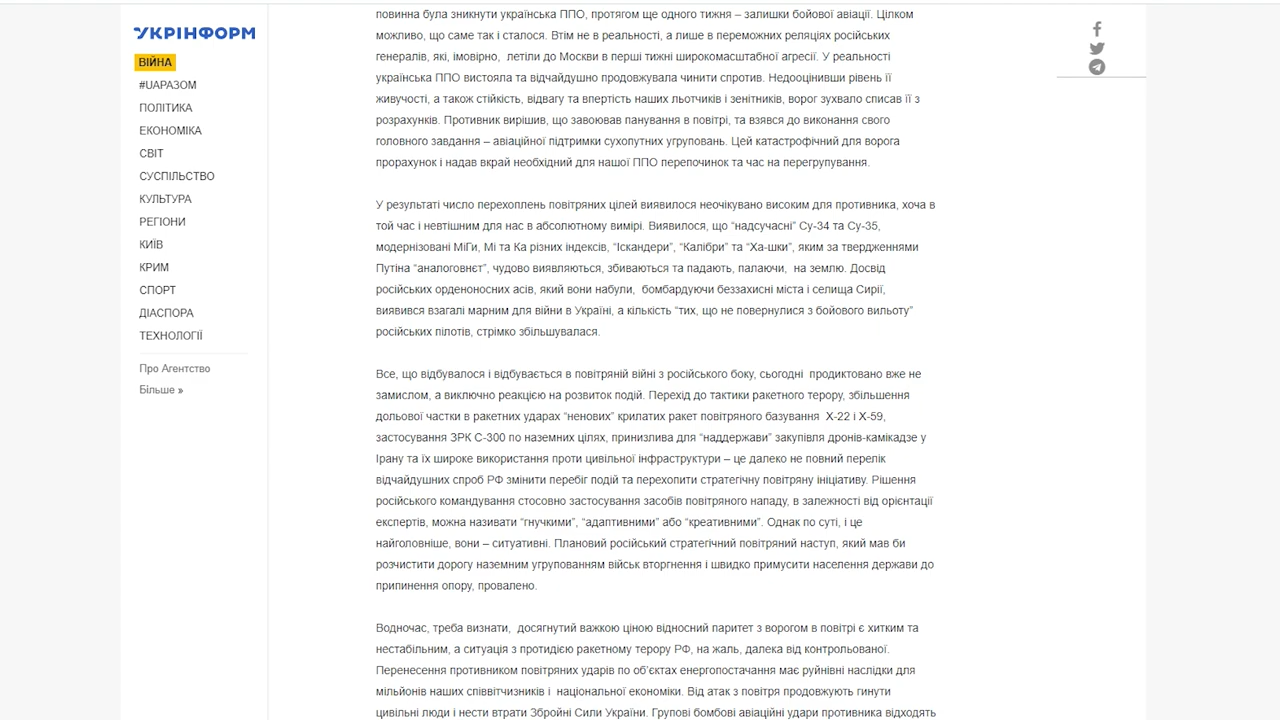 УКРІНФОРМ
ВІЙНА
#UАРАЗОМ
ПОЛІТИКА
ЕКОНОМІКА
СВІТ
СУСПІЛЬСТВО
КУЛЬТУРА
РЕГІОНИ
КИЇВ
КРИМ
СПОРТ
ДІАСПОРА
ТЕХНОЛОГІЇ
Про Агентство
Більше »
повинна була зникнути українська ППО, протягом ще одного тижня – залишки бойової авіації. Цілком
можливо, що саме так і сталося. Втім не в реальності, а лише в переможних реляціях російських
генералів, які, імовірно,  летіли до Москви в перші тижні широкомасштабної агресії. У реальності
українська ППО вистояла та відчайдушно продовжувала чинити спротив. Недооцінивши рівень її
живучості, а також стійкість, відвагу та впертість наших льотчиків і зенітників, ворог зухвало списав її з
розрахунків. Противник вирішив, що завоював панування в повітрі, та взявся до виконання свого
головного завдання – авіаційної підтримки сухопутних угруповань. Цей катастрофічний для ворога
прорахунок і надав вкрай необхідний для нашої ППО перепочинок та час на перегрупування.
У результаті число перехоплень повітряних цілей виявилося неочікувано високим для противника, хоча в
той час і невтішним для нас в абсолютному вимірі. Виявилося, що “надсучасні” Су-34 та Су-35,
модернізовані МіГи, Мі та Ка різних індексів, “Іскандери”, “Калібри” та “Ха-шки”, яким за твердженнями
Путіна “аналоговнєт”, чудово виявляються, збиваються та падають, палаючи,  на землю. Досвід
російських орденоносних асів, який вони набули,  бомбардуючи беззахисні міста і селища Сирії,
виявився взагалі марним для війни в Україні, а кількість “тих, що не повернулися з бойового вильоту”
російських пілотів, стрімко збільшувалася.
Все, що відбувалося і відбувається в повітряній війні з російського боку, сьогодні  продиктовано вже не
замислом, а виключно реакцією на розвиток подій. Перехід до тактики ракетного терору, збільшення
дольової частки в ракетних ударах “ненових” крилатих ракет повітряного базування  Х-22 і Х-59,
застосування ЗРК С-300 по наземних цілях, принизлива для “наддержави” закупівля дронів-камікадзе у
Ірану та їх широке використання проти цивільної інфраструктури – це далеко не повний перелік
відчайдушних спроб РФ змінити перебіг подій та перехопити стратегічну повітряну ініціативу. Рішення
російського командування стосовно застосування засобів повітряного нападу, в залежності від орієнтації
експертів, можна називати “гнучкими”, “адаптивними” або “креативними”. Однак по суті, і це
найголовніше, вони – ситуативні. Плановий російський стратегічний повітряний наступ, який мав би
розчистити дорогу наземним угрупованням військ вторгнення і швидко примусити населення держави до
припинення опору, провалено.
Водночас, треба визнати,  досягнутий важкою ціною відносний паритет з ворогом в повітрі є хитким та
нестабільним, а ситуація з протидією ракетному терору РФ, на жаль, далека від контрольованої.
Перенесення противником повітряних ударів по об’єктах енергопостачання має руйнівні наслідки для
мільйонів наших співвітчизників і  національної економіки. Від атак з повітря продовжують гинути
цивільні люди і нести втрати Збройні Сили України. Групові бомбові авіаційні удари противника відходять